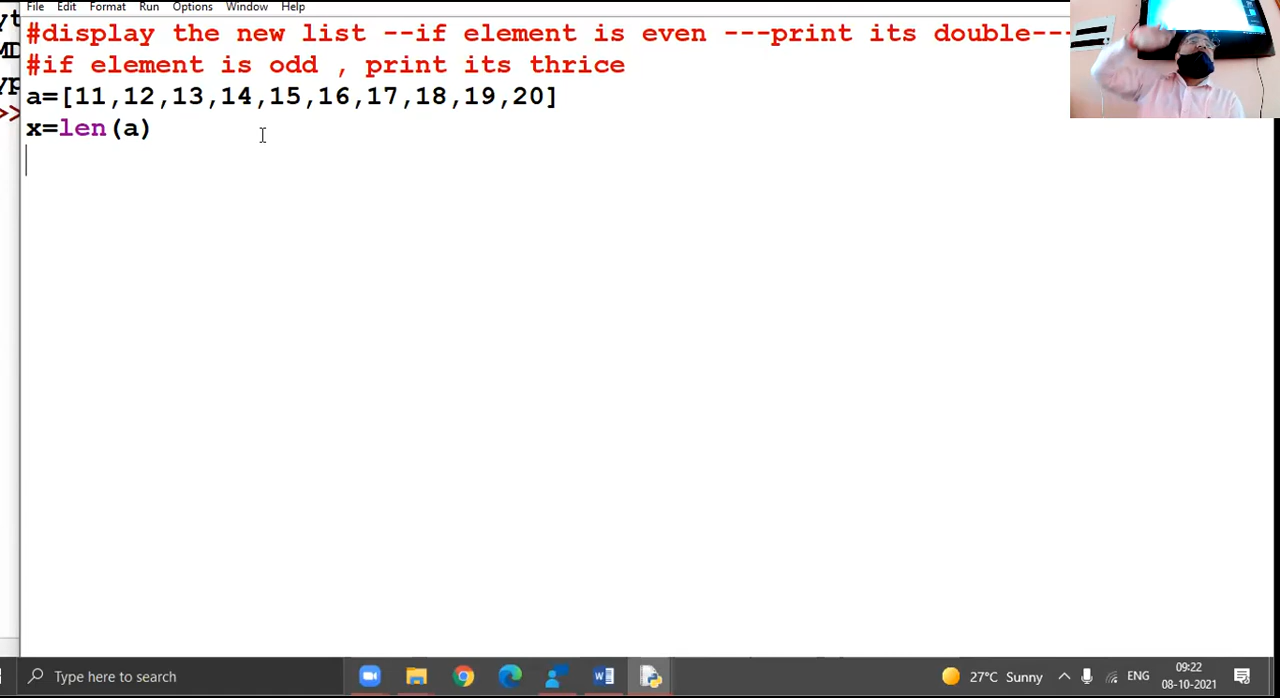 File Edit Format Run Options Window Help
#display the new list --if element is even ---print its double---
#if element is odd , print its thrice
a=[11,12,13,14,15,16,17,18,19,20]
x=len(a)
>>
Type here to search
27°C Sunny
ENG
09:22
08-10-2021